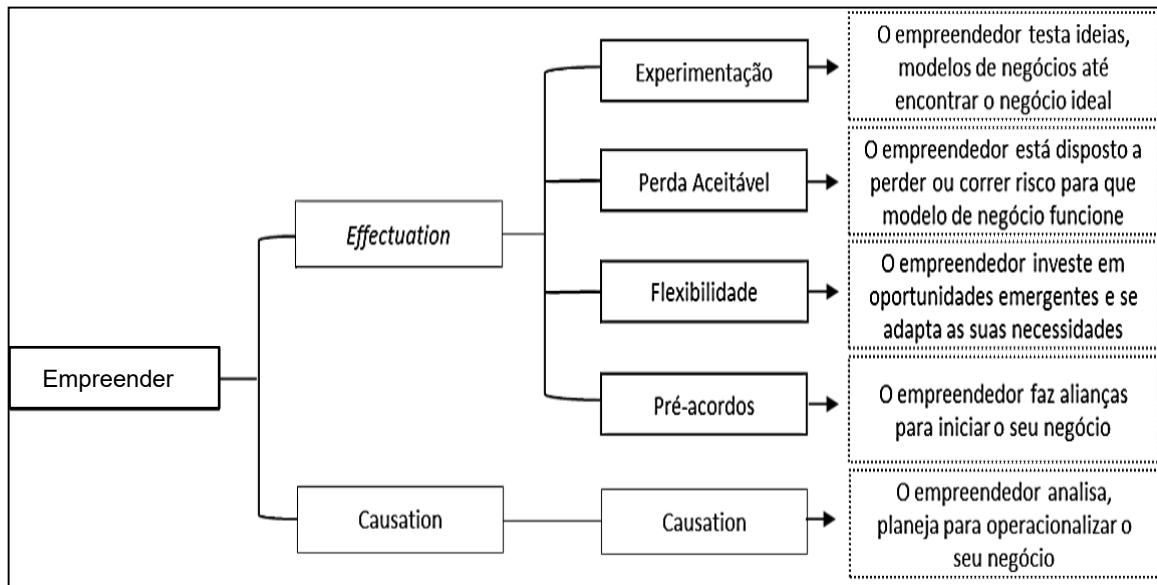 Empreender
Effectuation
Causation
Experimentação
Perda Aceitável
Flexibilidade
Pré-acordos
Causation
O empreendedor testa ideias,
modelos de negócios até
encontrar o negócio ideal
O empreendedor está disposto a
perder ou correr risco para que
modelo de negócio funcione
O empreendedor investe em
oportunidades emergentes e se
adapta as suas necessidades
O empreendedor faz alianças
para iniciar o seu negócio
O empreendedor analisa,
planeja para operacionalizar o
seu negócio